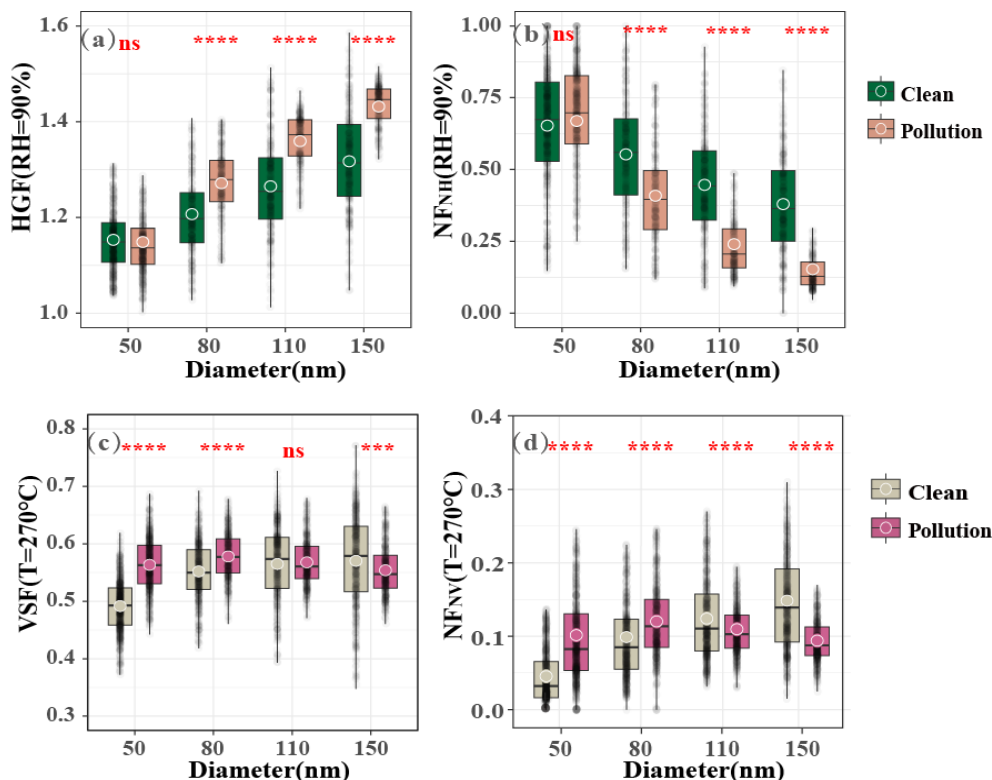 (a)
ns
****
****
****
HGF(RH=90%)
1.6
1.4
1.2
1.0
50
80
110
150
Diameter(nm)
(b)
ns
****
****
****
NF_NH(RH=90%)
1.00
0.75
0.50
0.25
0.00
50
80
110
150
Diameter(nm)
Clean
Pollution
(c)
****
****
ns
***
VSF(T=270°C)
0.8
0.7
0.6
0.5
0.4
0.3
50
80
110
150
Diameter(nm)
(d)
****
****
****
****
NF_NV(T=270°C)
0.4
0.3
0.2
0.1
0.0
50
80
110
150
Diameter(nm)
Clean
Pollution